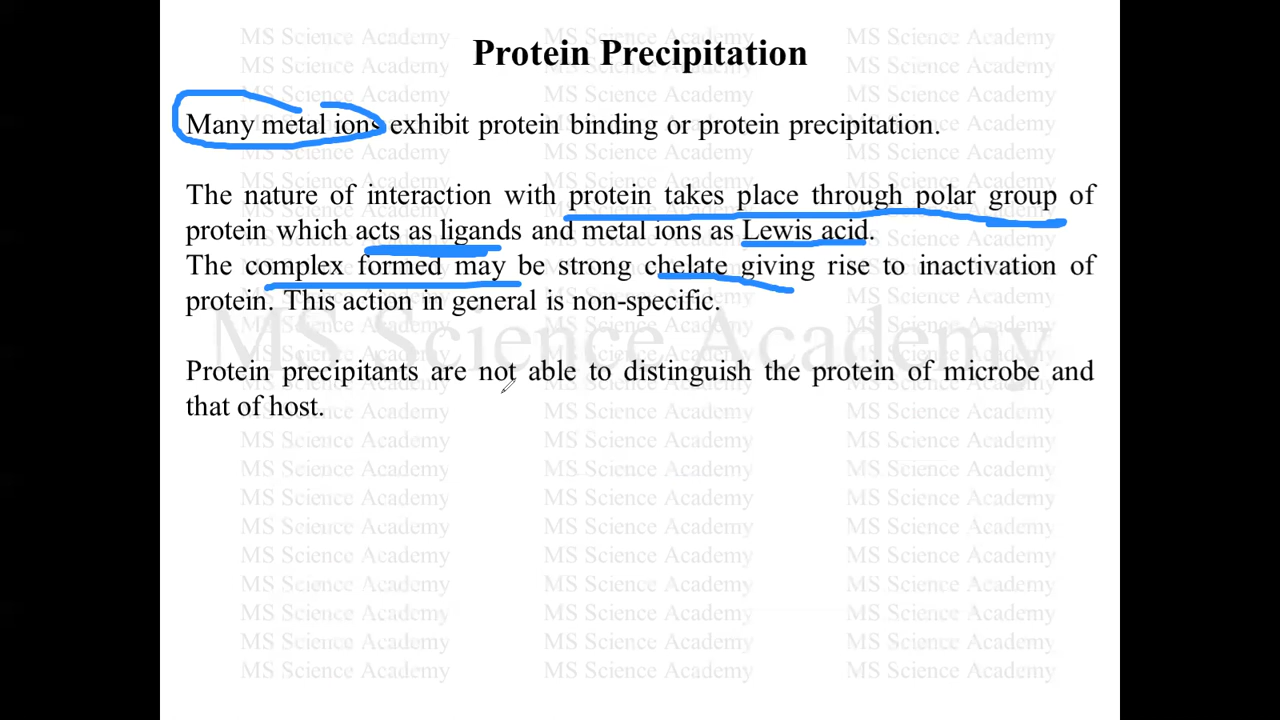 Protein Precipitation
Many metal ions exhibit protein binding or protein precipitation.
The nature of interaction with protein takes place through polar group of
protein which acts as ligands and metal ions as Lewis acid.
The complex formed may be strong chelate giving rise to inactivation of
protein. This action in general is non-specific.
MS Science Academy
Protein precipitants are not able to distinguish the protein of microbe and
that of host.